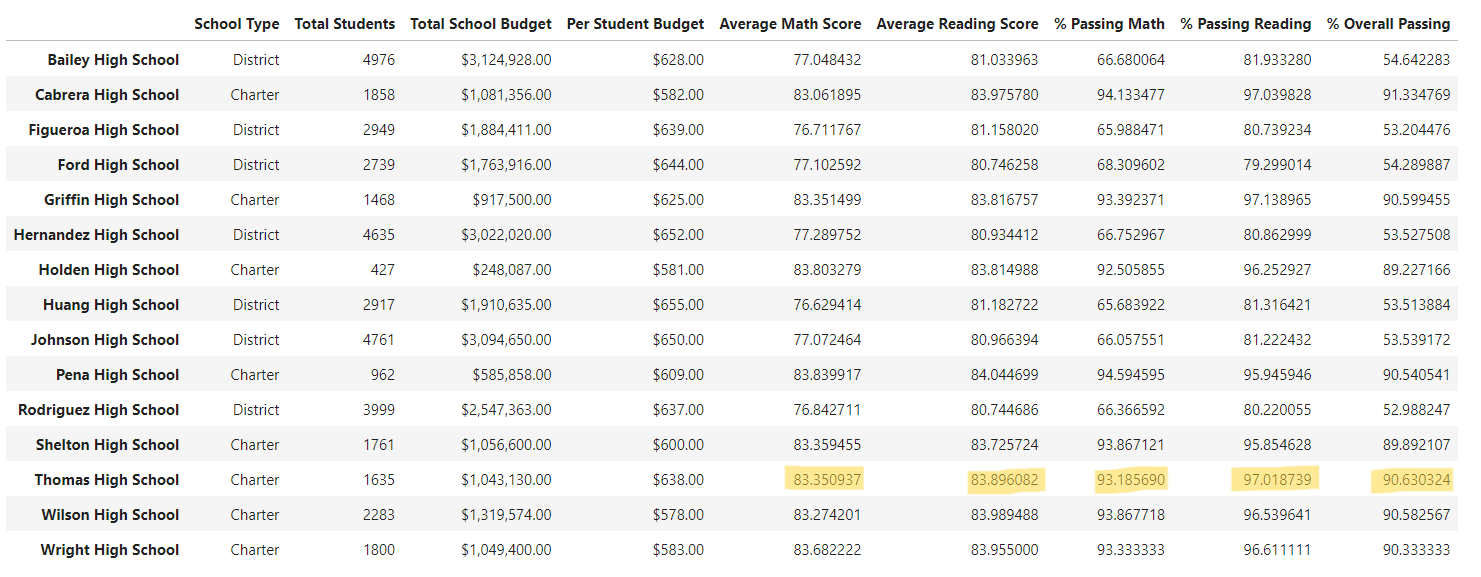 School Type Total Students Total School Budget Per Student Budget Average Math Score Average Reading Score % Passing Math % Passing Reading % Overall Passing
Bailey High School District 4976 $3,124,928.00 $628.00 77.048432 81.033963 66.680064 81.933280 54.642283
Cabrera High School Charter 1858 $1,081,356.00 $582.00 83.061895 83.975780 94.133477 97.039828 91.334769
Figueroa High School District 2949 $1,884,411.00 $639.00 76.711767 81.158020 65.988471 80.739234 53.204476
Ford High School District 2739 $1,763,916.00 $644.00 77.102592 80.746258 68.309602 79.299014 54.289887
Griffin High School Charter 1468 $917,500.00 $625.00 83.351499 83.816757 93.392371 97.138965 90.599455
Hernandez High School District 4635 $3,022,020.00 $652.00 77.289752 80.934412 66.752967 80.862999 53.527508
Holden High School Charter 427 $248,087.00 $581.00 83.803279 83.814988 92.505855 96.252927 89.227166
Huang High School District 2917 $1,910,635.00 $655.00 76.629414 81.182722 65.683922 81.316421 53.513884
Johnson High School District 4761 $3,094,650.00 $650.00 77.072464 80.966394 66.057551 81.222432 53.539172
Pena High School Charter 962 $585,858.00 $609.00 83.839917 84.044699 94.594595 95.945946 90.540541
Rodriguez High School District 3999 $2,547,363.00 $637.00 76.842711 80.744686 66.366592 80.220055 52.988247
Shelton High School Charter 1761 $1,056,600.00 $600.00 83.359455 83.725724 93.867121 95.854628 89.892107
Thomas High School Charter 1635 $1,043,130.00 $638.00 83.350937 83.896082 93.185690 97.018739 90.630324
Wilson High School Charter 2283 $1,319,574.00 $578.00 83.274201 83.989488 93.867718 96.539641 90.582567
Wright High School Charter 1800 $1,049,400.00 $583.00 83.682222 83.955000 93.333333 96.611111 90.333333